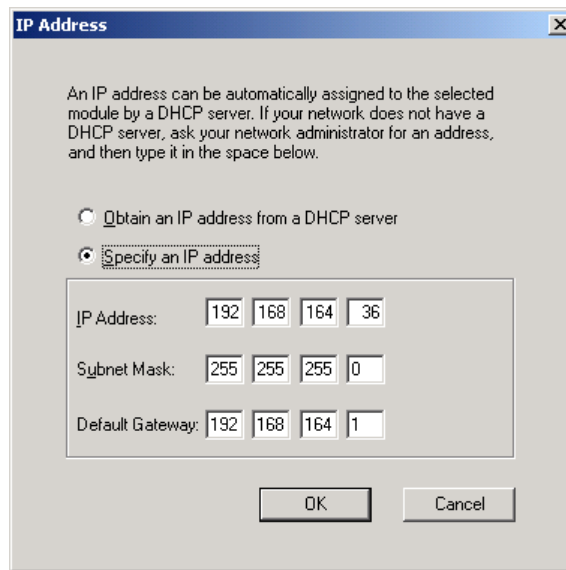 IP Address
An IP address can be automatically assigned to the selected
module by a DHCP server. If your network does not have a
DHCP server, ask your network administrator for an address,
and then type it in the space below.
Obtain an IP address from a DHCP server
Specify an IP address
IP Address: 192 168 164 36
Subnet Mask: 255 255 255 0
Default Gateway: 192 168 164 1
OK Cancel